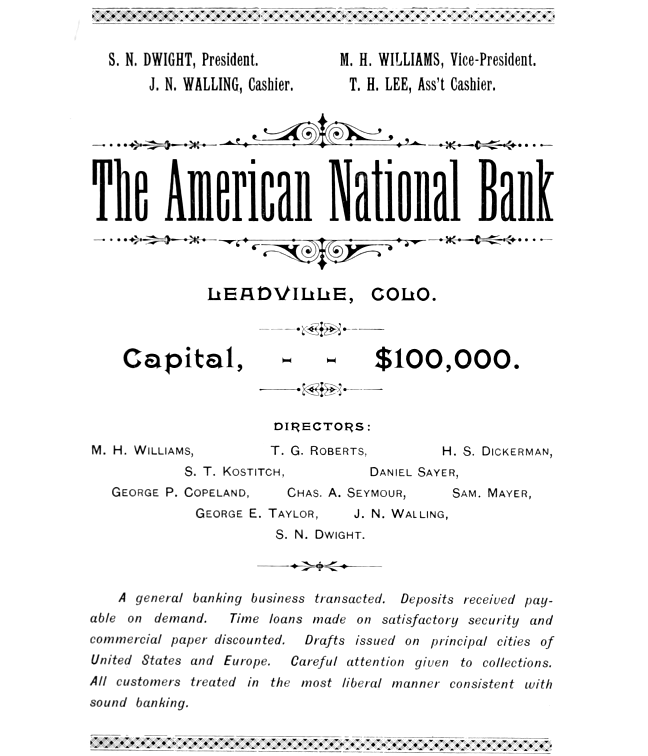 S. N. DWIGHT, President. M. H. WILLIAMS, Vice-President.
J. N. WALLING, Cashier. T. H. LEE, Ass't Cashier.
The American National Bank
LEADVILLE, COLO.
Capital, - - $100,000.
DIRECTORS:
M. H. WILLIAMS, T. G. ROBERTS, H. S. DICKERMAN,
S. T. KOSTITCH, DANIEL SAYER,
GEORGE P. COPELAND, CHAS. A. SEYMOUR, SAM. MAYER,
GEORGE E. TAYLOR, J. N. WALLING,
S. N. DWIGHT.
A general banking business transacted. Deposits received pay-
able on demand. Time loans made on satisfactory security and
commercial paper discounted. Drafts issued on principal cities of
United States and Europe. Careful attention given to collections.
All customers treated in the most liberal manner consistent with
sound banking.